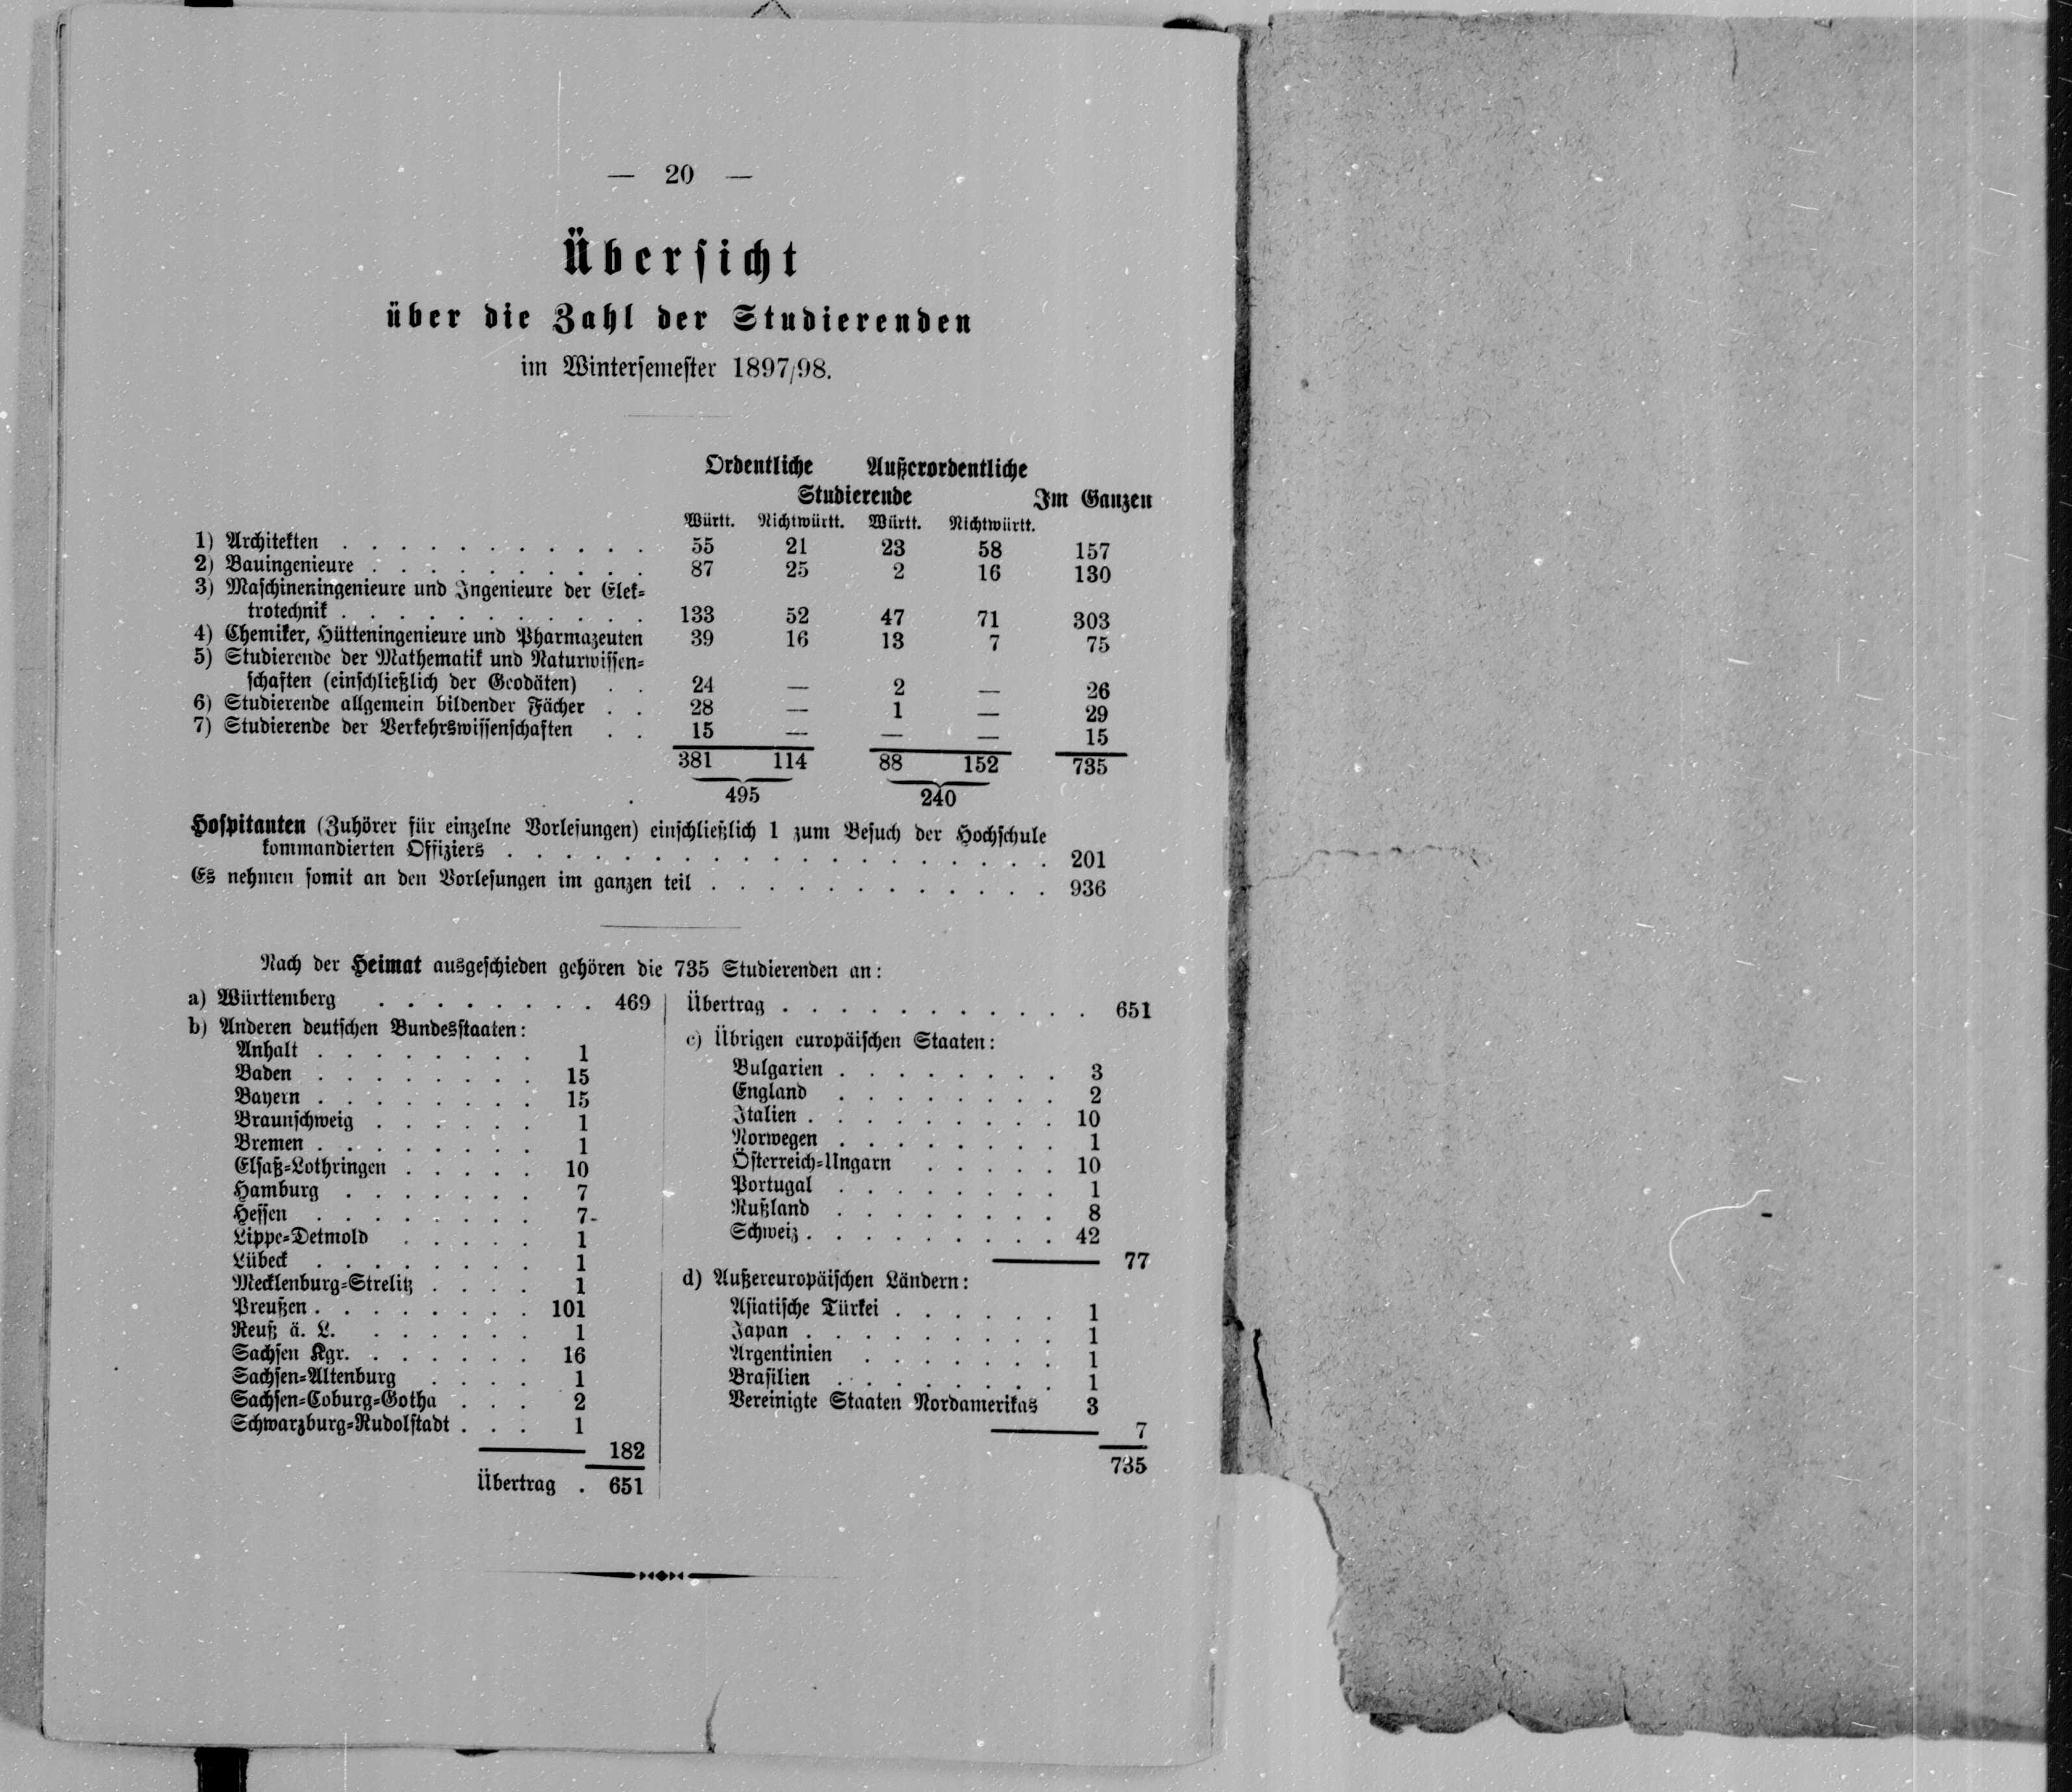 — 20 —
Übersicht
über die Zahl der Studierenden
im Wintersemester 1897/98.
Ordentliche Außerordentliche
Studierende Im Ganzen
Württ. Nichtwürtt. Württ. Nichtwürtt.
1) Architekten . . . . . . . . . . . 55 21 23 58 157
2) Bauingenieure . . . . . . . . . . 87 25 2 16 130
3) Maschineningenieure und Ingenieure der Elek-
trotechnik . . . . . . . . . . . 133 52 47 71 303
4) Chemiker, Hütteningenieure und Pharmazeuten 39 16 13 7 75
5) Studierende der Mathematik und Naturwissen-
schaften (einschließlich der Geodäten) . . 24 — 2 — 26
6) Studierende allgemein bildender Fächer . . 28 — 1 — 29
7) Studierende der Verkehrswissenschaften . . 15 — — — 15
381 114 88 152 735
495 240
Hospitanten (Zuhörer für einzelne Vorlesungen) einschließlich 1 zum Besuch der Hochschule
kommandierten Offiziers . . . . . . . . . . . . . . . . . . . 201
Es nehmen somit an den Vorlesungen im ganzen teil . . . . . . . . . . . . 936
Nach der Heimat ausgeschieden gehören die 735 Studierenden an:
a) Württemberg . . . . . . . . 469
b) Anderen deutschen Bundesstaaten:
Anhalt . . . . . . . . 1
Baden . . . . . . . . 15
Bayern . . . . . . . . 15
Braunschweig . . . . . . 1
Bremen . . . . . . . . 1
Elsaß-Lothringen . . . . . 10
Hamburg . . . . . . . 7
Hessen . . . . . . . . 7
Lippe-Detmold . . . . . 1
Lübeck . . . . . . . . 1
Mecklenburg-Strelitz . . . . 1
Preußen . . . . . . . . 101
Reuß ä. L. . . . . . . 1
Sachsen Kgr. . . . . . . 16
Sachsen-Altenburg . . . . 1
Sachsen-Coburg-Gotha . . . 2
Schwarzburg-Rudolstadt . . . 1
182
Übertrag . 651
Übertrag . . . . . . . . . . . 651
c) Übrigen europäischen Staaten:
Bulgarien . . . . . . . . 3
England . . . . . . . . 2
Italien . . . . . . . . . 10
Norwegen . . . . . . . . 1
Österreich-Ungarn . . . . . 10
Portugal . . . . . . . . 1
Rußland . . . . . . . . 8
Schweiz . . . . . . . . . 42
77
d) Außereuropäischen Ländern:
Asiatische Türkei . . . . . . 1
Japan . . . . . . . . . 1
Argentinien . . . . . . . 1
Brasilien . . . . . . . . 1
Vereinigte Staaten Nordamerikas 3
7
735